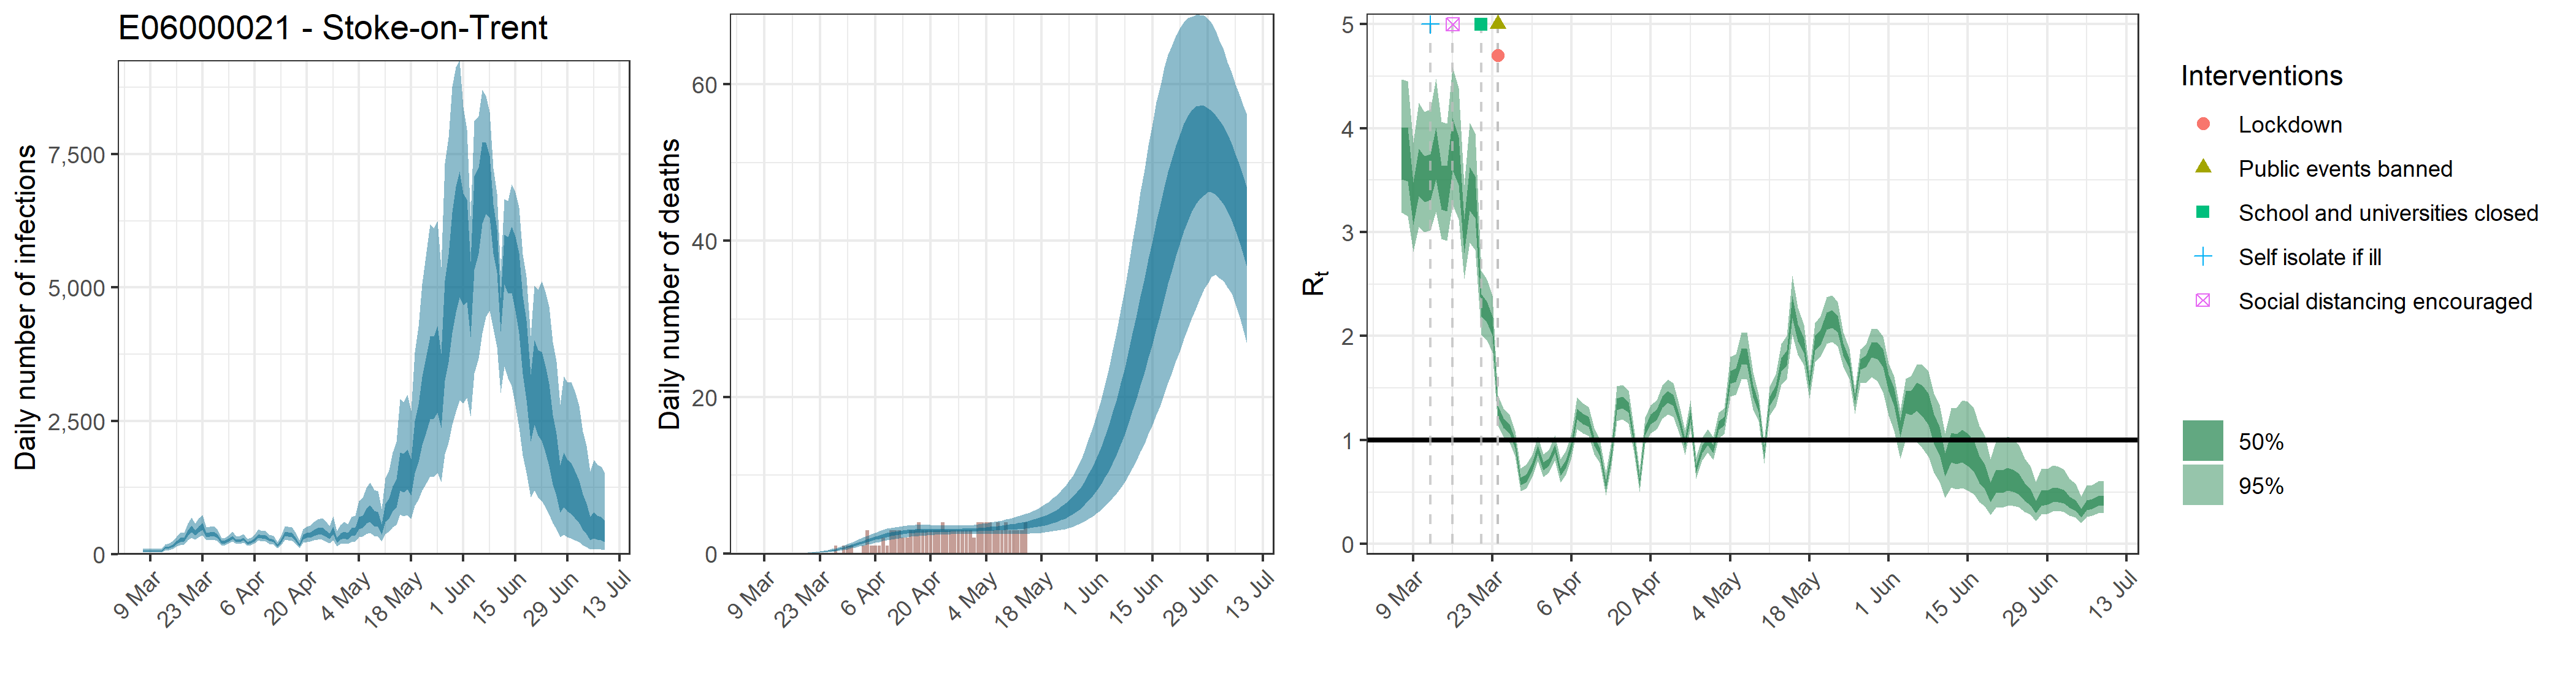 E06000021 - Stoke-on-Trent
Daily number of infections
7,500
5,000
2,500
0
9 Mar
23 Mar
6 Apr
20 Apr
4 May
18 May
1 Jun
15 Jun
29 Jun
13 Jul
Daily number of deaths
60
40
20
0
9 Mar
23 Mar
6 Apr
20 Apr
4 May
18 May
1 Jun
15 Jun
29 Jun
13 Jul
Rt
5
4
3
2
1
0
9 Mar
23 Mar
6 Apr
20 Apr
4 May
18 May
1 Jun
15 Jun
29 Jun
13 Jul
Interventions
Lockdown
Public events banned
School and universities closed
Self isolate if ill
Social distancing encouraged
50%
95%